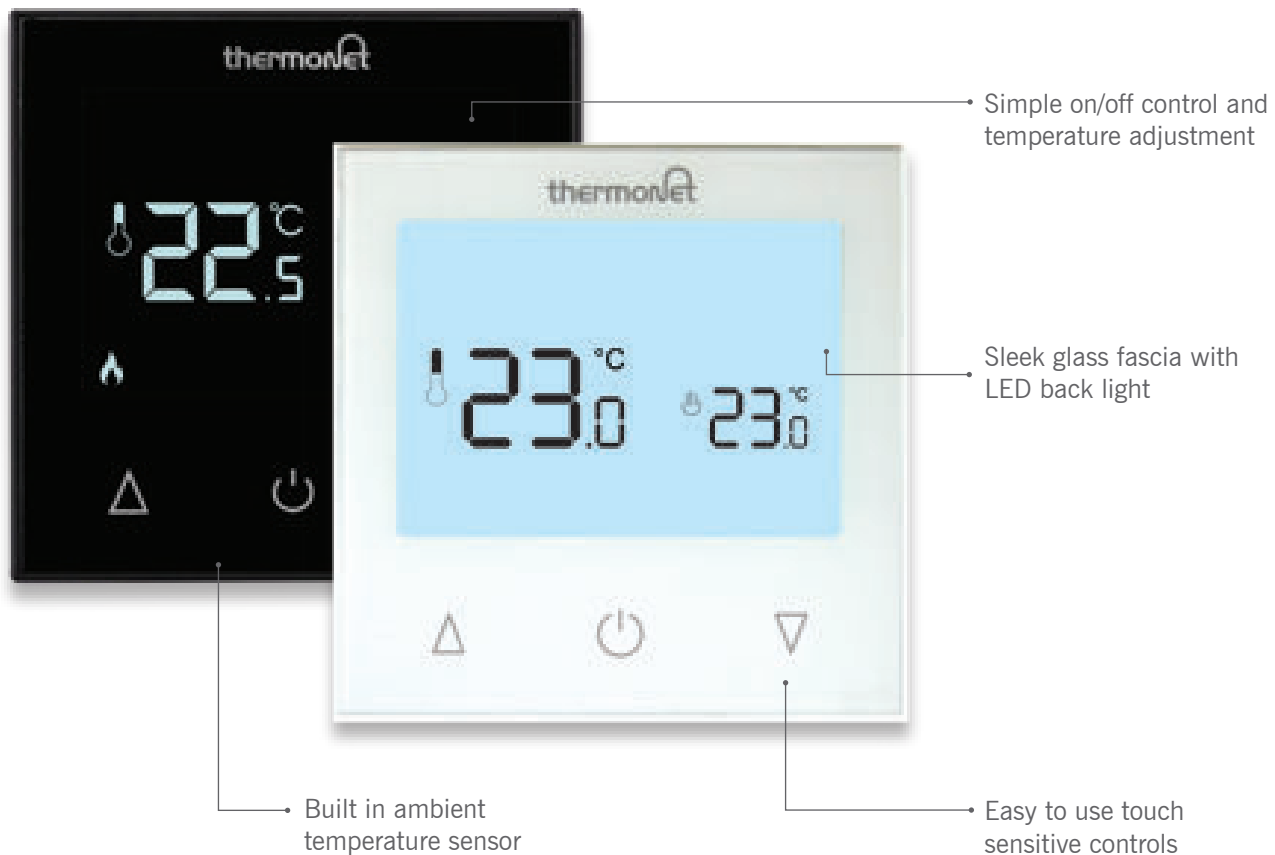 thermonet
Simple on/off control and
temperature adjustment
thermonet
22.5 °C
23.0 °C 23.0 °C
Sleek glass fascia with
LED back light
Built in ambient
temperature sensor
Easy to use touch
sensitive controls